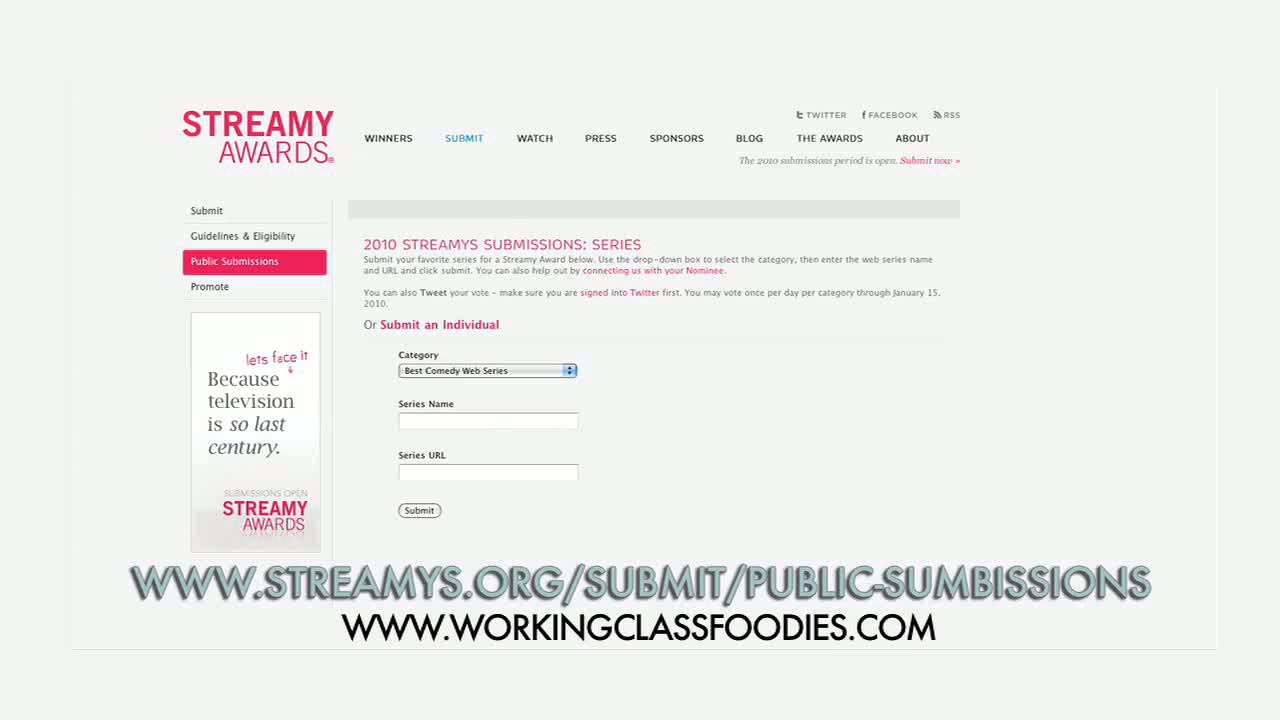 STREAMY
AWARDS®
TWITTER FACEBOOK RSS
WINNERS SUBMIT WATCH PRESS SPONSORS BLOG THE AWARDS ABOUT
The 2010 submissions period is open. Submit now »
Submit
Guidelines & Eligibility
Public Submissions
Promote
lets face it
Because
television
is so last
century.
SUBMISSIONS OPEN
STREAMY
AWARDS
2010 STREAMYS SUBMISSIONS: SERIES
Submit your favorite series for a Streamy Award below. Use the drop-down box to select the category, then enter the web series name
and URL and click submit. You can also help out by connecting us with your Nominee.
You can also Tweet your vote - make sure you are signed into Twitter first. You may vote once per day per category through January 15,
2010.
Or Submit an Individual
Category
Best Comedy Web Series
Series Name
Series URL
Submit
WWW.STREAMYS.ORG/SUBMIT/PUBLIC-SUMBISSIONS
WWW.WORKINGCLASSFOODIES.COM